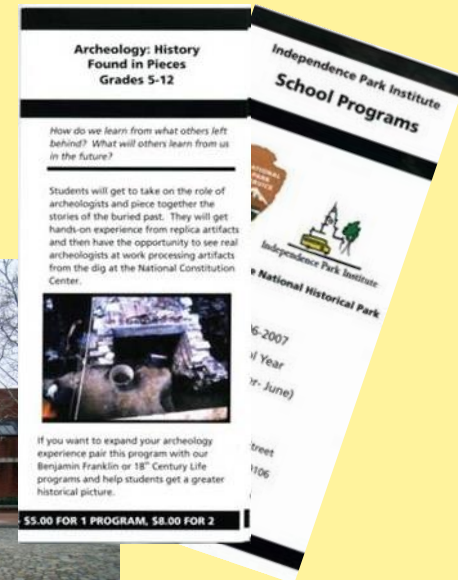 Archeology: History
Found in Pieces
Grades 5-12
How do we learn from what others left
behind? What will others learn from us
in the future?
Students will get to take on the role of
archeologists and piece together the
stories of the buried past. They will get
hands-on experience from replica artifacts
and then have the opportunity to see real
archeologists at work processing artifacts
from the dig at the National Constitution
Center.
If you want to expand your archeology
experience pair this program with our
Benjamin Franklin or 18th Century Life
programs and help students get a greater
historical picture.
$5.00 FOR 1 PROGRAM, $8.00 FOR 2
Independence Park Institute
School Programs
NATIONAL
PARK
SERVICE
Independence Park Institute
National Historical Park
6-2007
Year
June)